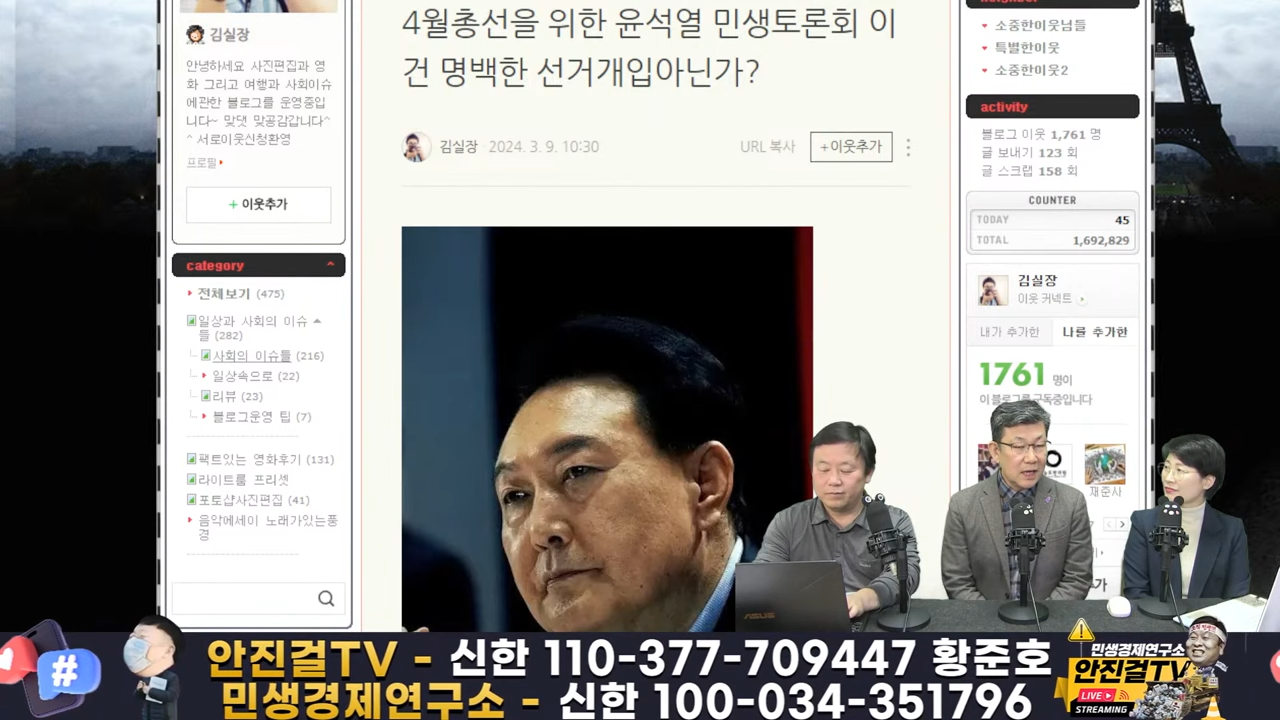 김실장
안녕하세요 사진편집과 영
화 그리고 여행과 사회이슈
에관한 블로그를 운영중입
니다~ 맞댓 맞공감갑니다^
^ 서로이웃신청환영
프로필
+ 이웃추가
category
전체보기 (475)
일상과 사회의 이슈
들 (282)
사회의 이슈들 (216)
일상속으로 (22)
리뷰 (23)
블로그운영 팁 (7)
팩트있는 영화후기 (131)
라이트룸 프리셋
포토샵사진편집 (41)
음악에세이 노래가있는풍
경
4월총선을 위한 윤석열 민생토론회 이
건 명백한 선거개입아닌가?
김실장 · 2024. 3. 9. 10:30
URL 복사
+이웃추가
소중한이웃님들
특별한이웃
소중한이웃2
activity
블로그 이웃 1,761 명
글 보내기 123 회
글 스크랩 158 회
COUNTER
TODAY 45
TOTAL 1,692,829
김실장
이웃 커넥트
내가 추가한 나를 추가한
1761 명이
이 블로그를 구독중입니다
재준사
ASUS
안진걸TV - 신한 110-377-709447 황준호
민생경제연구소 - 신한 100-034-351796
#
민생경제연구소
안진걸TV
LIVE
STREAMING